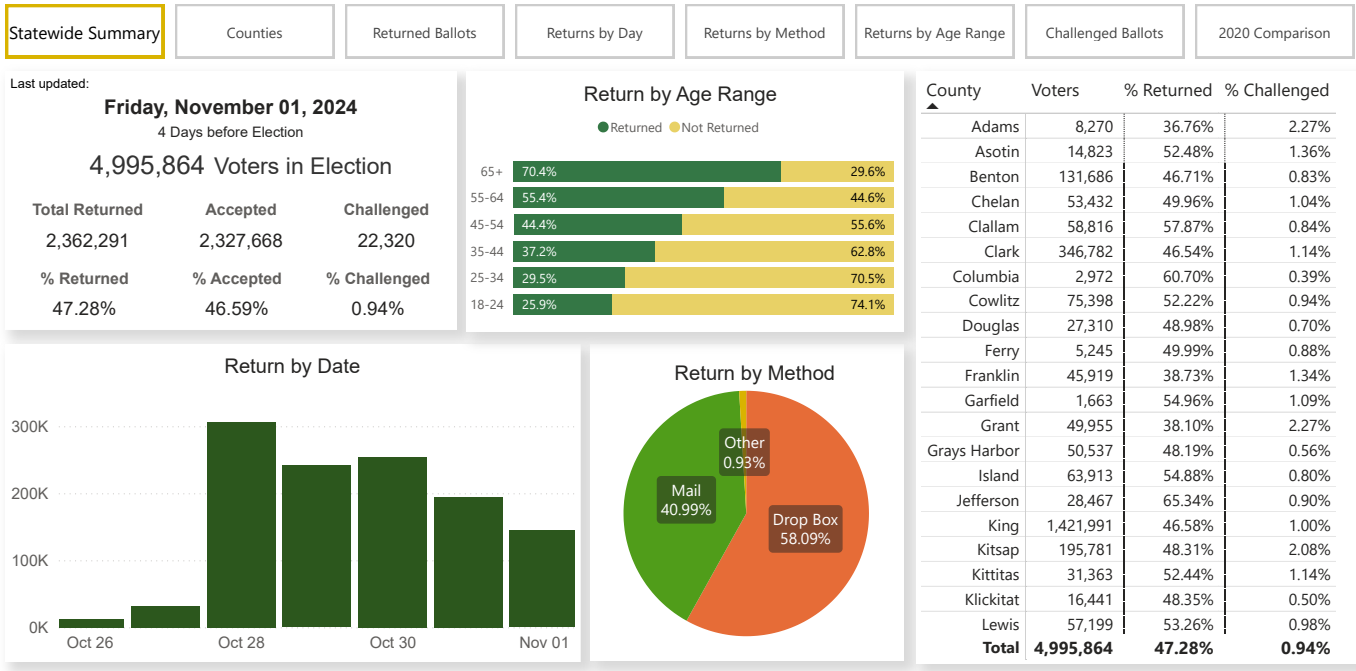 Statewide Summary
Counties
Returned Ballots
Returns by Day
Returns by Method
Returns by Age Range
Challenged Ballots
2020 Comparison
Last updated:
Friday, November 01, 2024
4 Days before Election
4,995,864 Voters in Election
Total Returned Accepted Challenged
2,362,291 2,327,668 22,320
% Returned % Accepted % Challenged
47.28% 46.59% 0.94%
Return by Age Range
Returned Not Returned
65+ 70.4% 29.6%
55-64 55.4% 44.6%
45-54 44.4% 55.6%
35-44 37.2% 62.8%
25-34 29.5% 70.5%
18-24 25.9% 74.1%
Return by Date
300K
200K
100K
0K
Oct 26 Oct 28 Oct 30 Nov 01
Return by Method
Other
0.93%
Mail
40.99%
Drop Box
58.09%
County Voters % Returned % Challenged
Adams 8,270 36.76% 2.27%
Asotin 14,823 52.48% 1.36%
Benton 131,686 46.71% 0.83%
Chelan 53,432 49.96% 1.04%
Clallam 58,816 57.87% 0.84%
Clark 346,782 46.54% 1.14%
Columbia 2,972 60.70% 0.39%
Cowlitz 75,398 52.22% 0.94%
Douglas 27,310 48.98% 0.70%
Ferry 5,245 49.99% 0.88%
Franklin 45,919 38.73% 1.34%
Garfield 1,663 54.96% 1.09%
Grant 49,955 38.10% 2.27%
Grays Harbor 50,537 48.19% 0.56%
Island 63,913 54.88% 0.80%
Jefferson 28,467 65.34% 0.90%
King 1,421,991 46.58% 1.00%
Kitsap 195,781 48.31% 2.08%
Kittitas 31,363 52.44% 1.14%
Klickitat 16,441 48.35% 0.50%
Lewis 57,199 53.26% 0.98%
Total 4,995,864 47.28% 0.94%